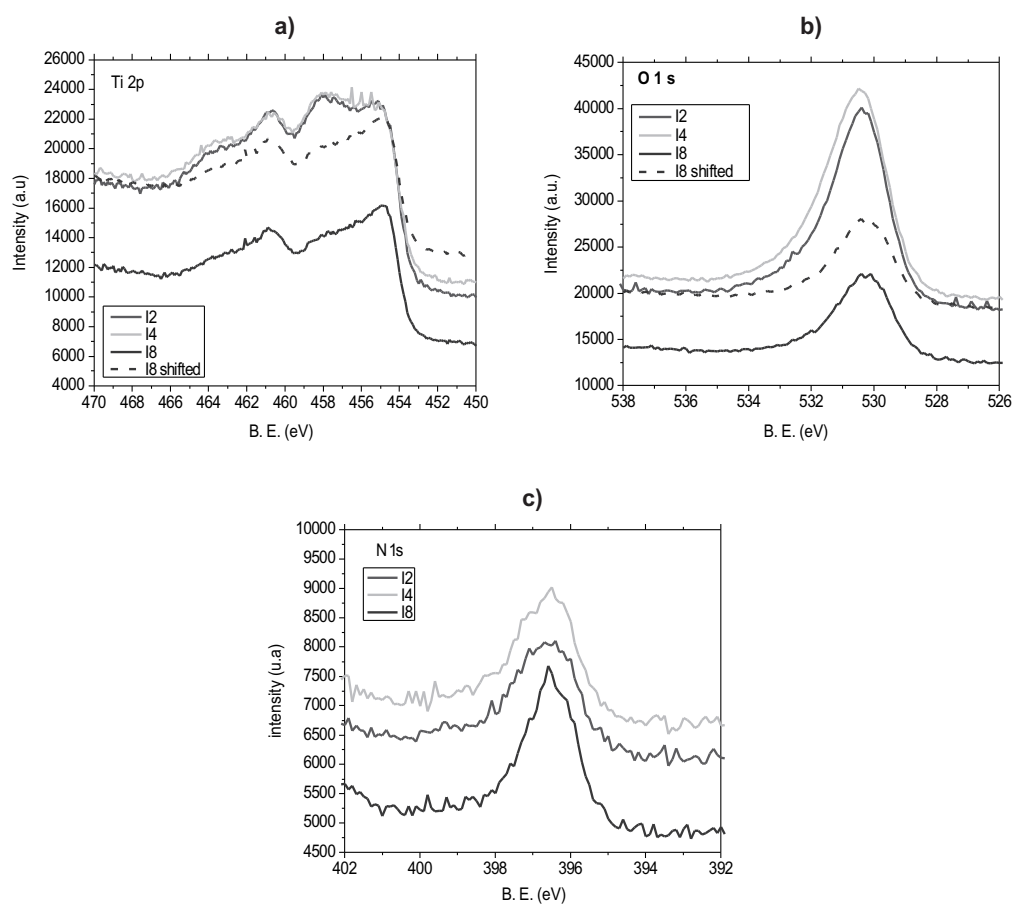 a)
Ti 2p
26000
24000
22000
20000
18000
16000
14000
12000
10000
8000
6000
4000
Intensity (a.u)
I2
I4
I8
I8 shifted
470 468 466 464 462 460 458 456 454 452 450
B. E. (eV)
b)
O 1 s
45000
40000
35000
30000
25000
20000
15000
10000
Intensity (a.u.)
I2
I4
I8
I8 shifted
538 536 534 532 530 528 526
B. E. (eV)
c)
N 1s
10000
9500
9000
8500
8000
7500
7000
6500
6000
5500
5000
4500
intensity (u.a)
I2
I4
I8
402 400 398 396 394 392
B. E. (eV)